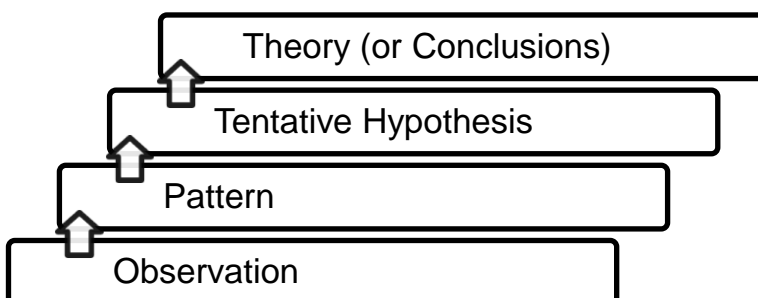 Theory (or Conclusions)
Tentative Hypothesis
Pattern
Observation